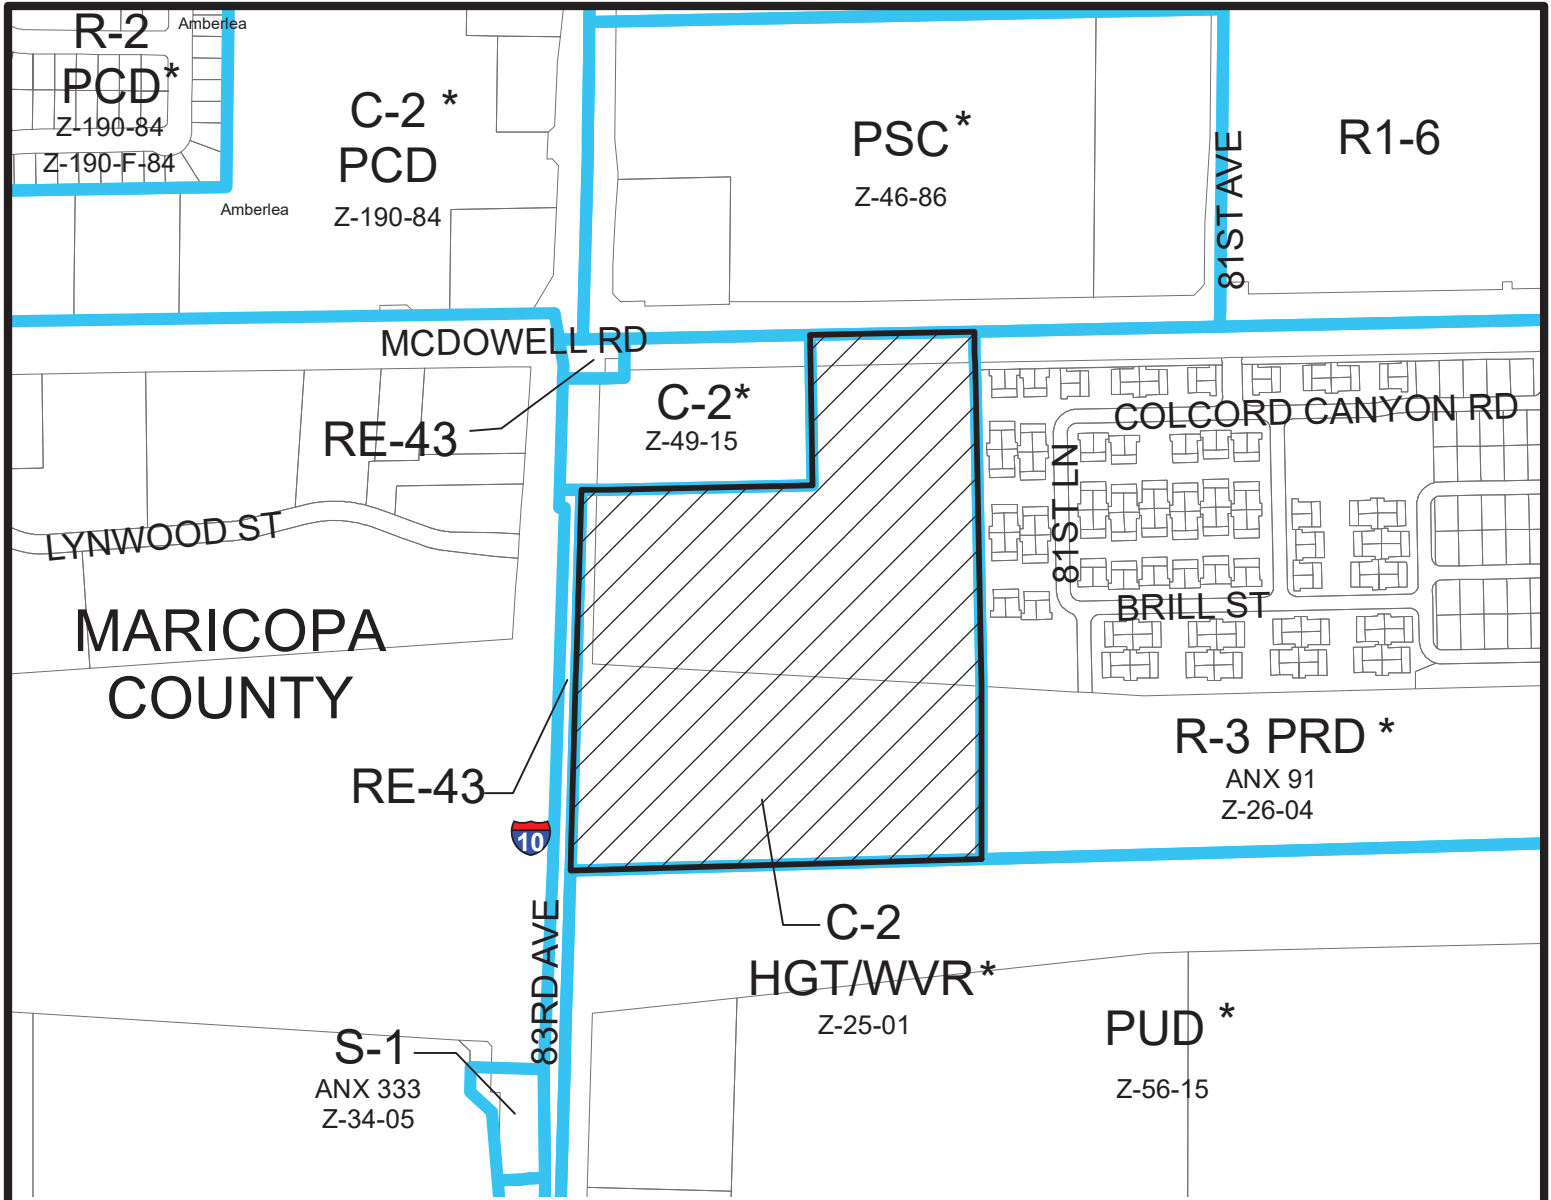 R-2
PCD*
Z-190-84
Z-190-F-84
Amberlea
Amberlea
C-2 *
PCD
Z-190-84
PSC *
Z-46-86
81ST AVE
R1-6
MCDOWELL RD
RE-43
C-2*
Z-49-15
COLCORD CANYON RD
81ST LN
BRILL ST
LYNWOOD ST
MARICOPA
COUNTY
RE-43
10
R-3 PRD *
ANX 91
Z-26-04
83RD AVE
C-2
HGT/WVR *
Z-25-01
S-1
ANX 333
Z-34-05
PUD *
Z-56-15